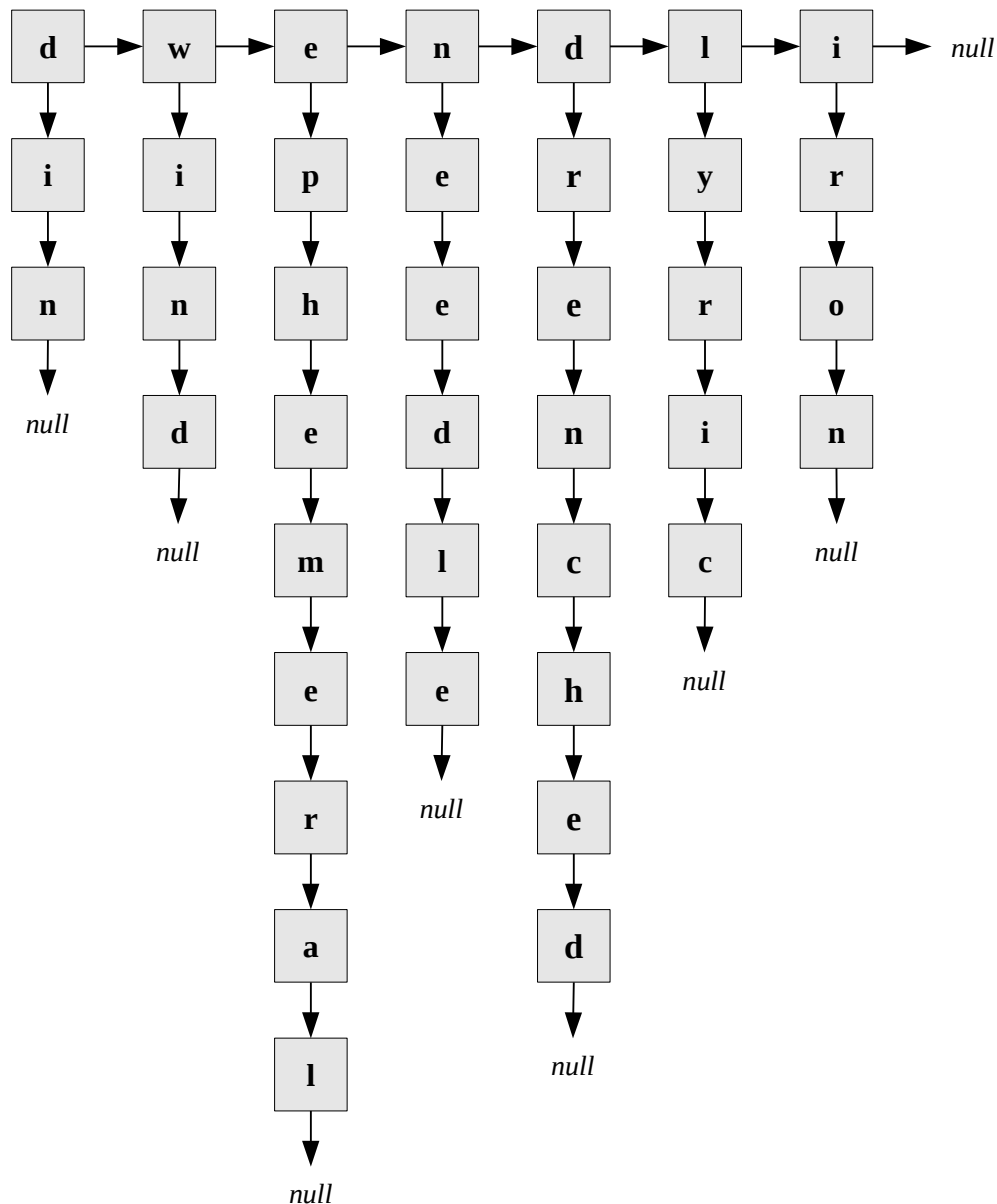 d w e n d l i null
i i p e r y r
n n h e e r o
null d e d n i n
null m l c c null
e e h null
r null e
a d
l null
null